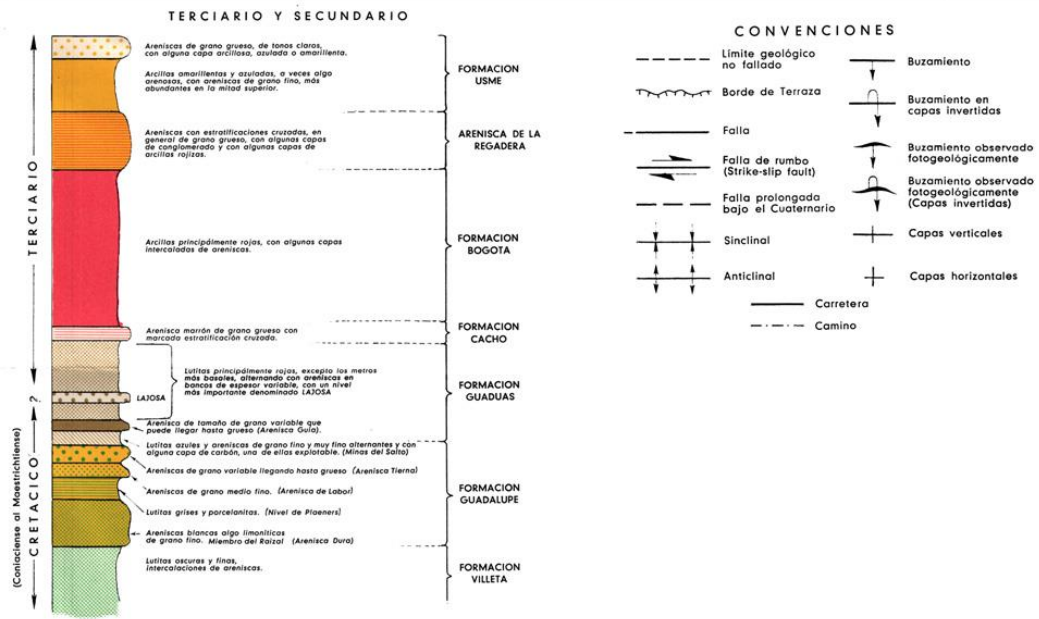 TERCIARIO Y SECUNDARIO
Areniscas de grano grueso, de tonos claros,
con alguna capa arcillosa, azulada o amarillenta.
Arcillas amarillentas y azuladas, a veces algo
arenosas, con areniscas de grano fino, más
abundantes en la mitad superior.
FORMACION
USME
Areniscas con estratificaciones cruzadas, en
general de grano grueso, con algunas capas
de conglomerado y con algunas capas de
arcillas rojizas.
ARENISCA DE LA
REGADERA
TERCIARIO
Arcillas principálmente rojas, con algunas capas
intercaladas de areniscas.
FORMACION
BOGOTA
Arenisca marrón de grano grueso con
marcada estratificación cruzada.
FORMACION
CACHO
Lutitas principálmente rojas, excepto los metros
más basales, alternando con areniscas en
bancos de espesor variable, con un nivel
más importante denominado LAJOSA
LAJOSA
FORMACION
GUADUAS
?
Arenisca de tamaño de grano variable que
puede llegar hasta grueso (Arenisca Guía).
Lutitas azules y areniscas de grano fino y muy fino alternantes y con
alguna capa de carbón, una de ellas explotable. (Minas del Salto)
Areniscas de grano variable llegando hasta grueso (Arenisca Tierna)
Areniscas de grano medio fino. (Arenisca de Labor)
Lutitas grises y porcelanitas. (Nivel de Plaeners)
Areniscas blancas algo limoníticas
de grano fino. Miembro del Raizal (Arenisca Dura)
FORMACION
GUADALUPE
(Coniaciense al Maestrichtiense)
CRETACICO
Lutitas oscuras y finas,
intercalaciones de areniscas.
FORMACION
VILLETA
CONVENCIONES
Límite geológico
no fallado
Borde de Terraza
Falla
Falla de rumbo
(Strike-slip fault)
Falla prolongada
bajo el Cuaternario
Sinclinal
Anticlinal
Buzamiento
Buzamiento en
capas invertidas
Buzamiento observado
fotogeológicamente
Buzamiento observado
fotogeológicamente
(Capas invertidas)
Capas verticales
Capas horizontales
Carretera
Camino